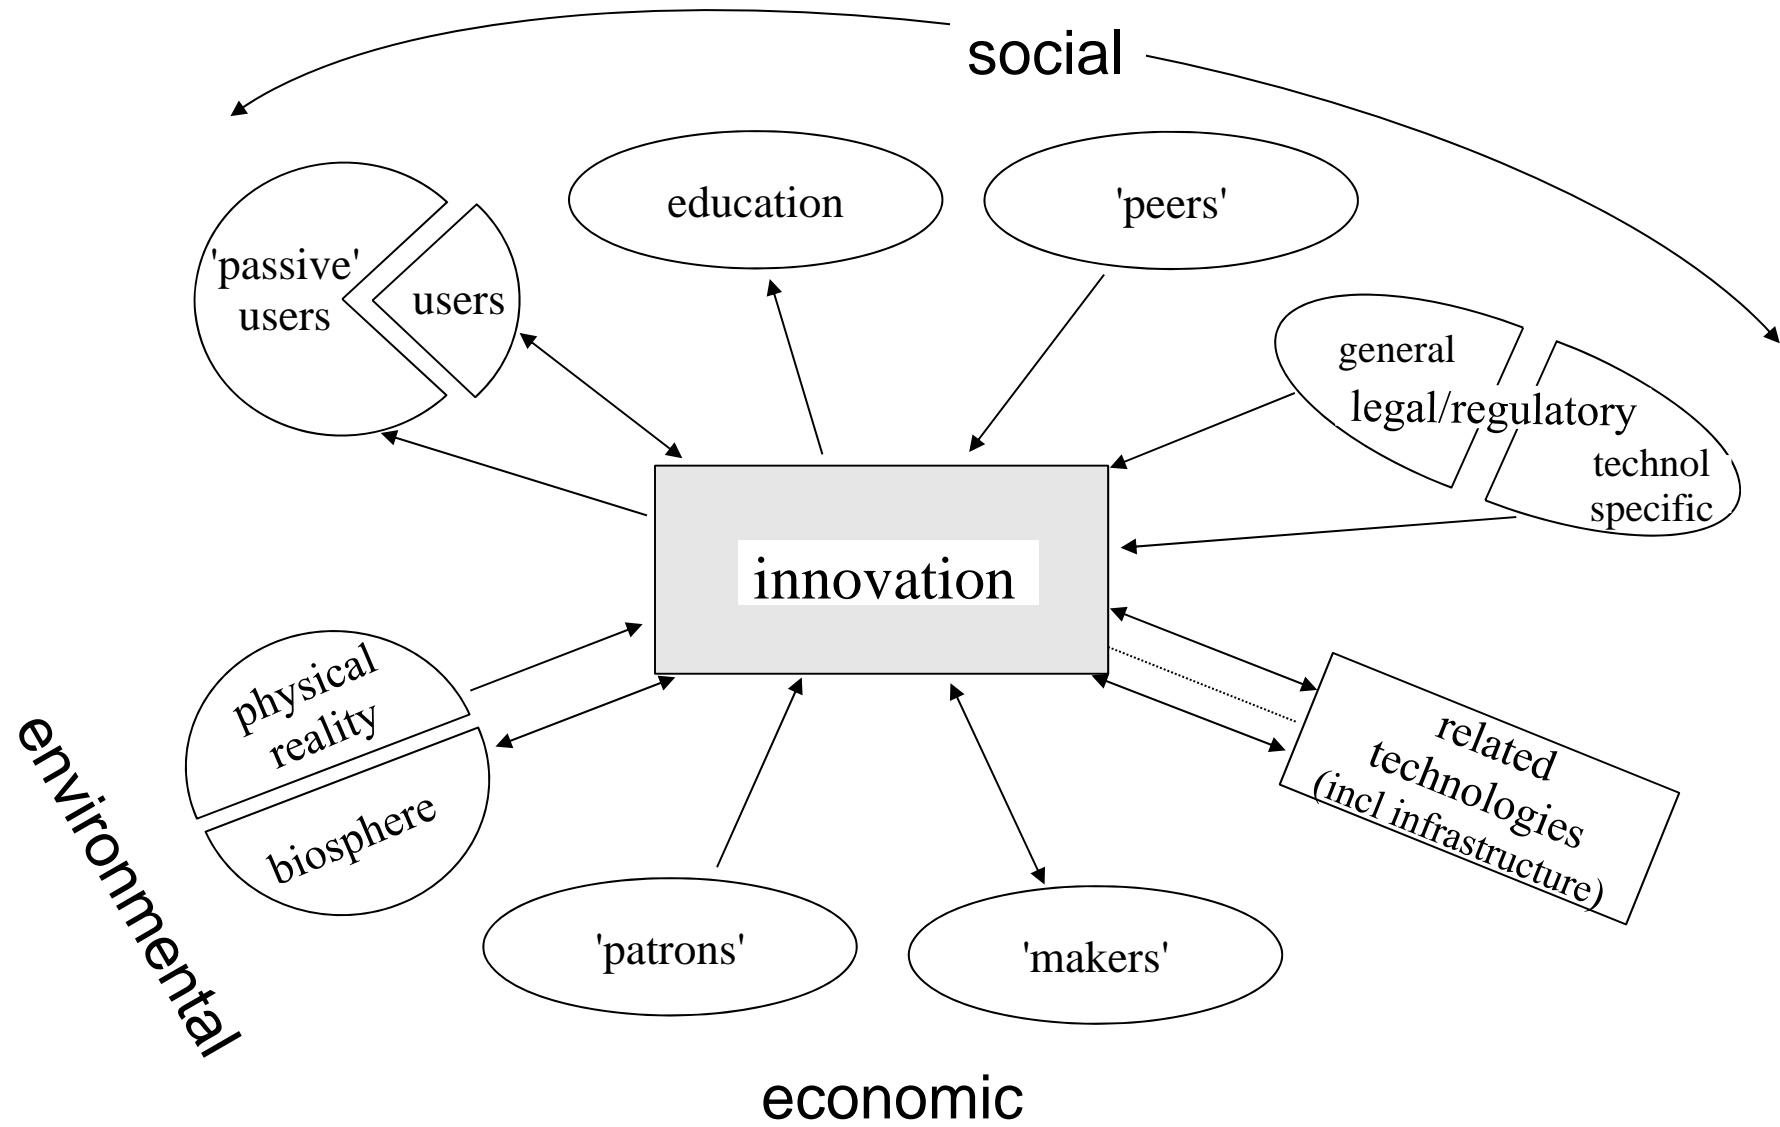 social
education
'peers'
'passive'
users
users
general
legal/regulatory
technol
specific
innovation
physical
reality
biosphere
related
technologies
(incl infrastructure)
environmental
'patrons'
'makers'
economic